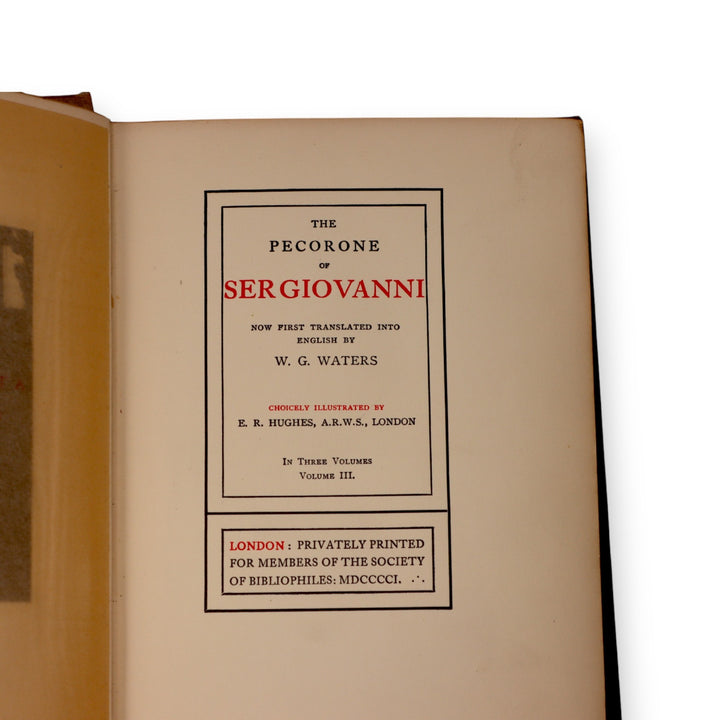 THE
PECORONE
OF
SER GIOVANNI
NOW FIRST TRANSLATED INTO
ENGLISH BY
W. G. WATERS
CHOICELY ILLUSTRATED BY
E. R. HUGHES, A.R.W.S., LONDON
IN THREE VOLUMES
VOLUME III.
LONDON: PRIVATELY PRINTED
FOR MEMBERS OF THE SOCIETY
OF BIBLIOPHILES: MDCCCCI. .·.